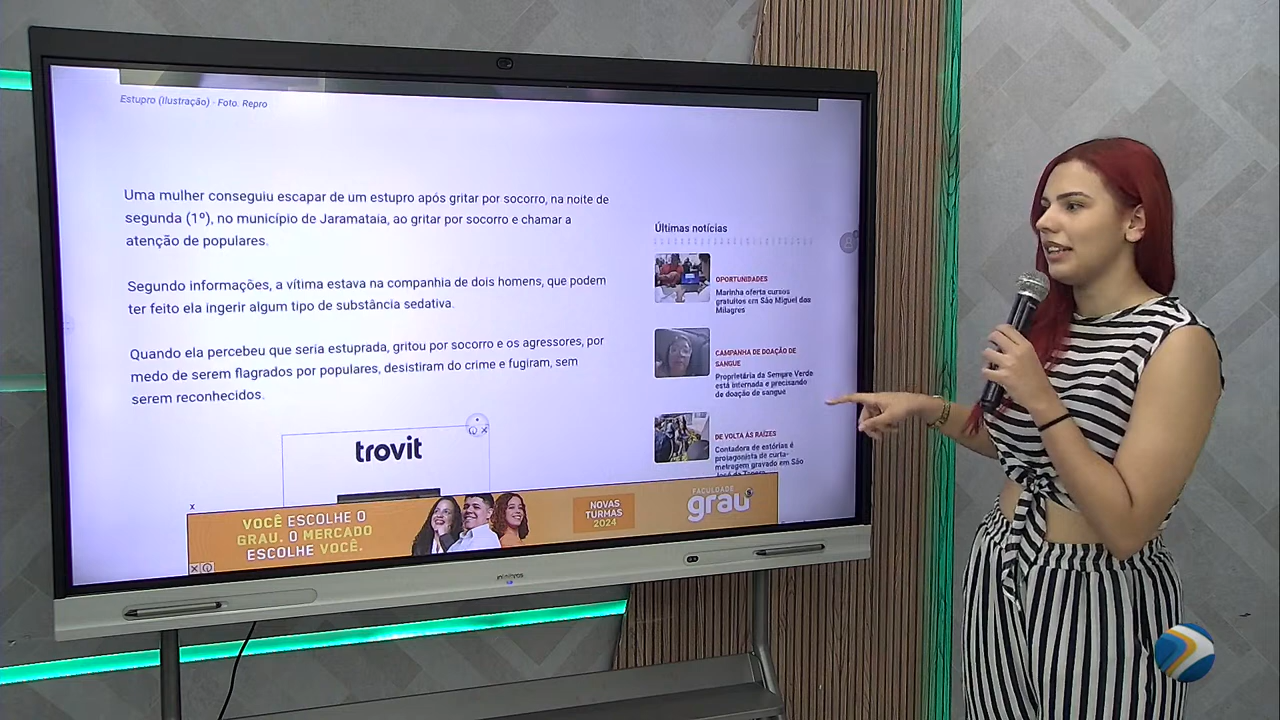 Estupro (Ilustração) - Foto. Repro
Uma mulher conseguiu escapar de um estupro após gritar por socorro, na noite de
segunda (1º), no município de Jaramataia, ao gritar por socorro e chamar a
atenção de populares.
Segundo informações, a vítima estava na companhia de dois homens, que podem
ter feito ela ingerir algum tipo de substância sedativa.
Quando ela percebeu que seria estuprada, gritou por socorro e os agressores, por
medo de serem flagrados por populares, desistiram do crime e fugiram, sem
serem reconhecidos.
Últimas notícias
OPORTUNIDADES
Marinha oferta cursos
gratuitos em São Miguel dos
Milagres
CAMPANHA DE DOAÇÃO DE
SANGUE
Proprietária da Sempre Verde
está internada e precisando
de doação de sangue
DE VOLTA ÀS RAÍZES
Contadora de estórias é
protagonista de curta-
metragem gravado em São
José da Tapera
trovit
x
VOCÊ ESCOLHE O
GRAU. O MERCADO
ESCOLHE VOCÊ.
NOVAS
TURMAS
2024
FACULDADE
grau